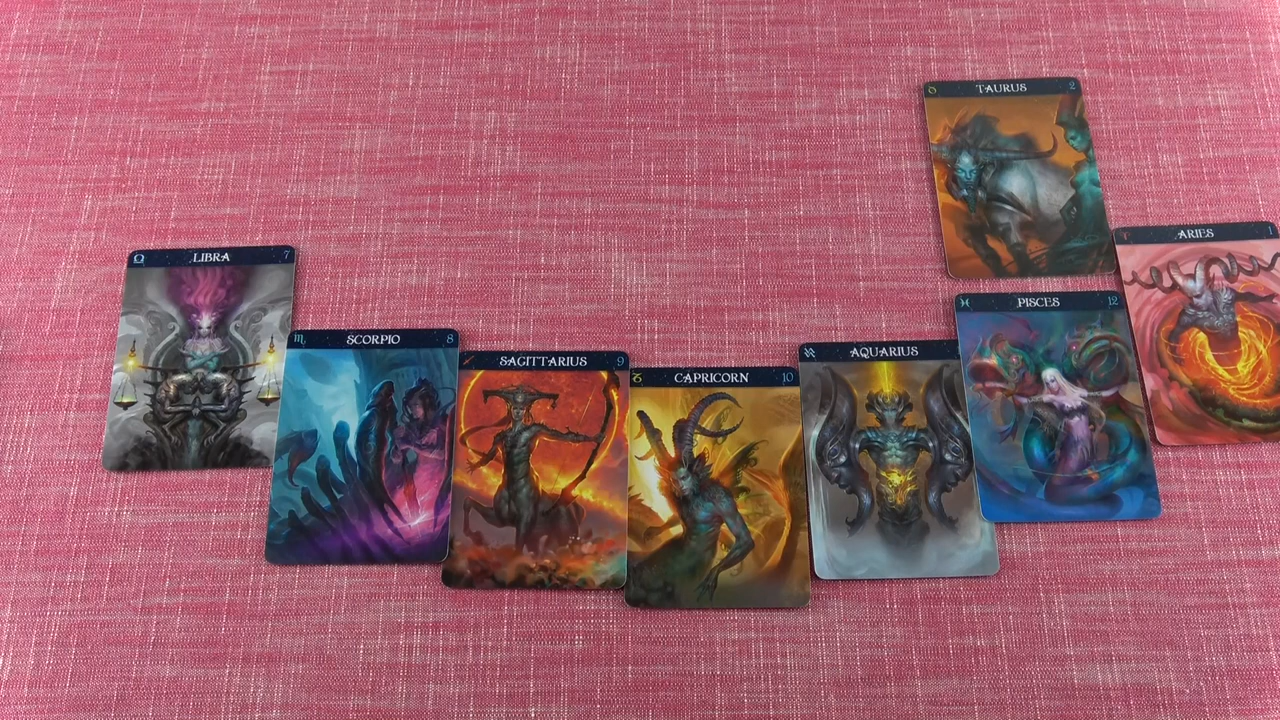 TAURUS 2
ARIES 1
LIBRA 7
PISCES 12
SCORPIO 8
AQUARIUS
SAGITTARIUS 9
CAPRICORN 10